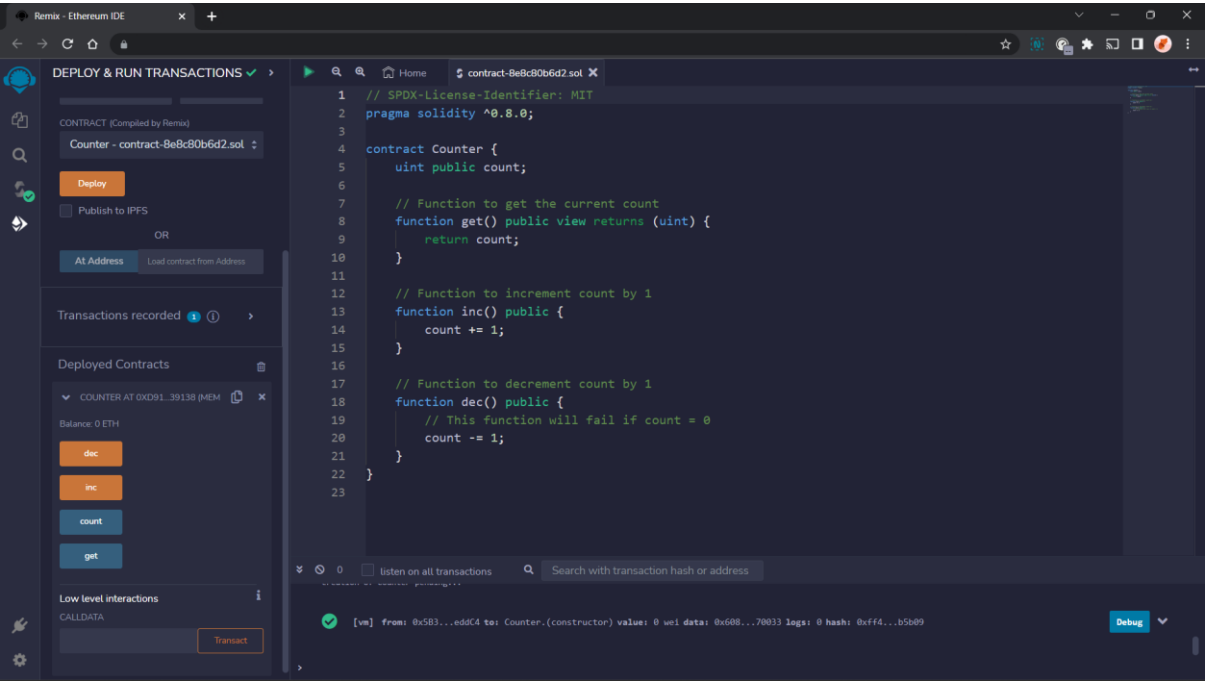 Remix - Ethereum IDE
DEPLOY & RUN TRANSACTIONS
CONTRACT (Compiled by Remix)
Counter - contract-8e8c80b6d2.sol
Deploy
Publish to IPFS
OR
At Address Load contract from Address
Transactions recorded 1 i
Deployed Contracts
COUNTER AT 0XD91...39138 (MEM
Balance: 0 ETH
dec
inc
count
get
Low level interactions i
CALLDATA
Transact
Home contract-8e8c80b6d2.sol
1 // SPDX-License-Identifier: MIT
2 pragma solidity ^0.8.0;
3
4 contract Counter {
5 uint public count;
6
7 // Function to get the current count
8 function get() public view returns (uint) {
9 return count;
10 }
11
12 // Function to increment count by 1
13 function inc() public {
14 count += 1;
15 }
16
17 // Function to decrement count by 1
18 function dec() public {
19 // This function will fail if count = 0
20 count -= 1;
21 }
22 }
23
0 listen on all transactions Search with transaction hash or address
[vm] from: 0x5B3...eddC4 to: Counter.(constructor) value: 0 wei data: 0x608...70033 logs: 0 hash: 0xff4...b5b09
Debug
>